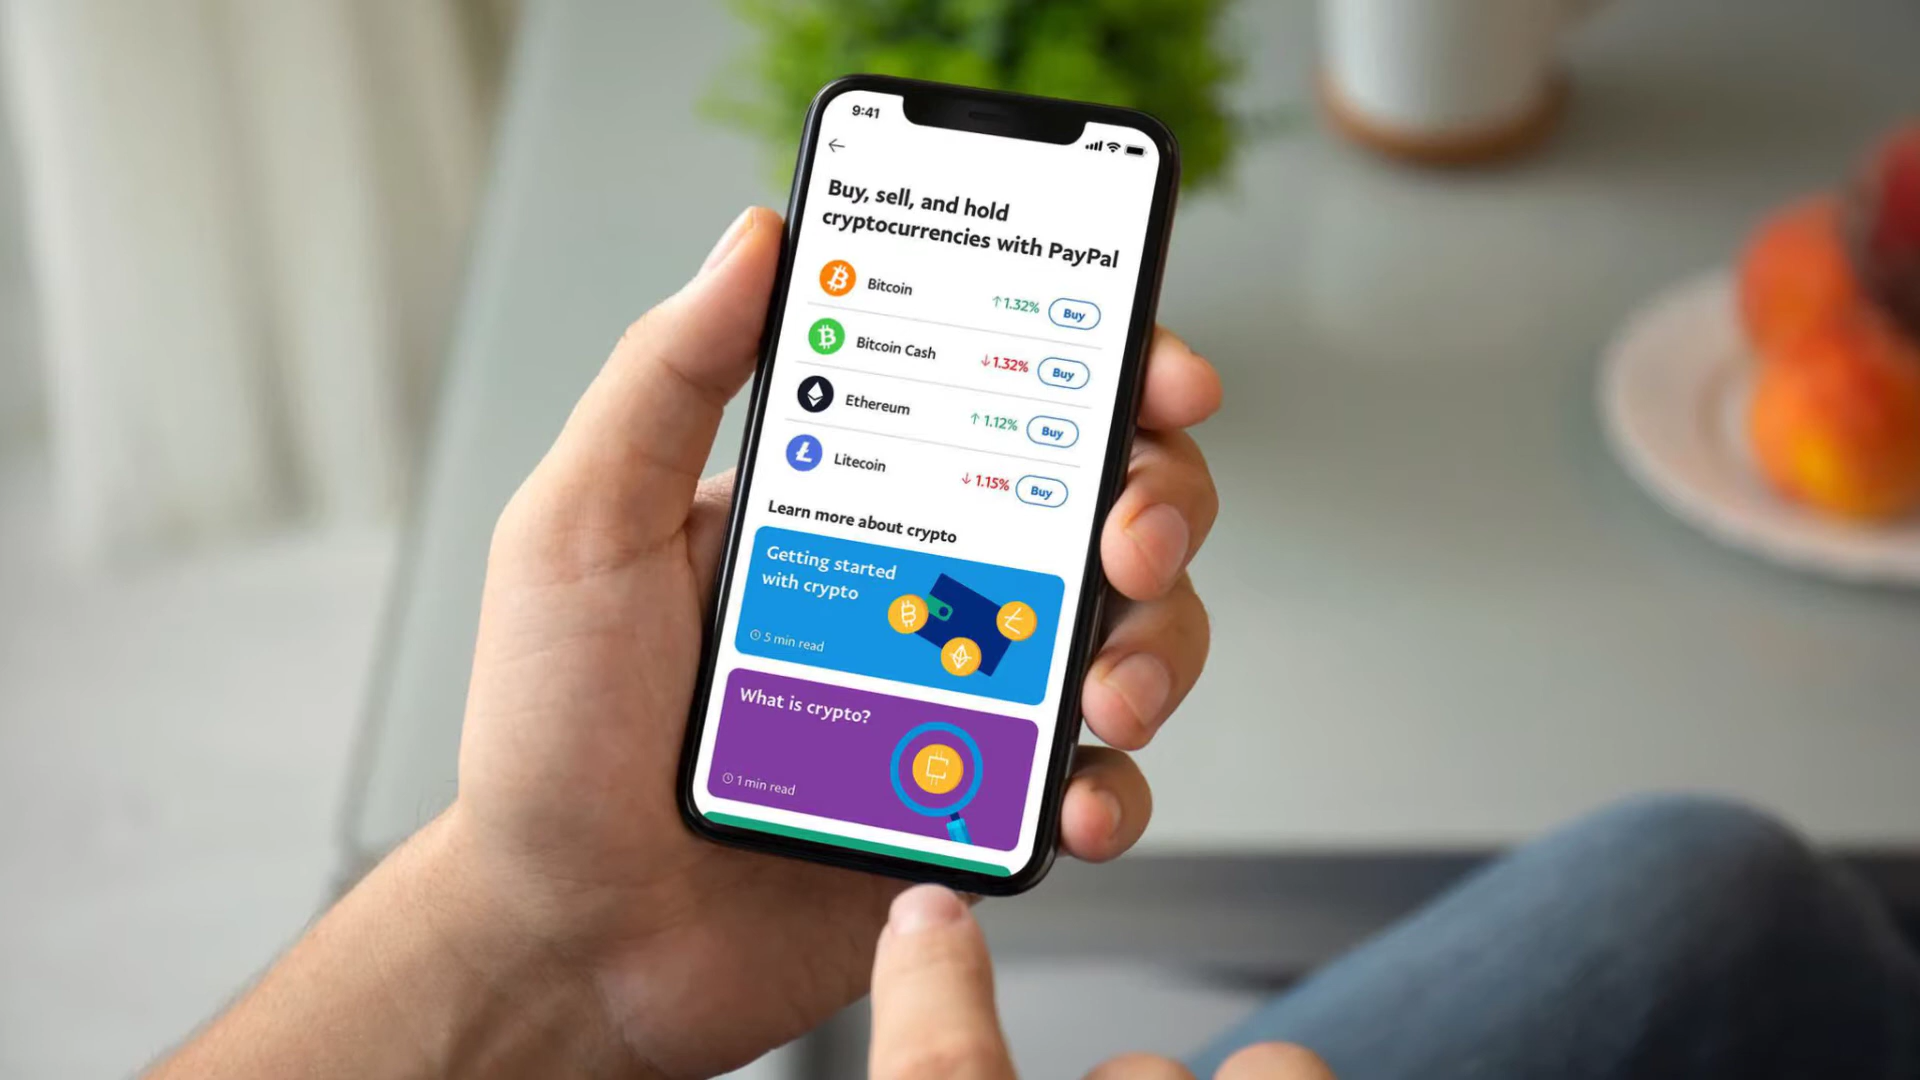 9:41
Buy, sell, and hold
cryptocurrencies with PayPal
Bitcoin ↑1.32% Buy
Bitcoin Cash ↓1.32% Buy
Ethereum ↑1.12% Buy
Litecoin ↓1.15% Buy
Learn more about crypto
Getting started
with crypto
5 min read
What is crypto?
1 min read